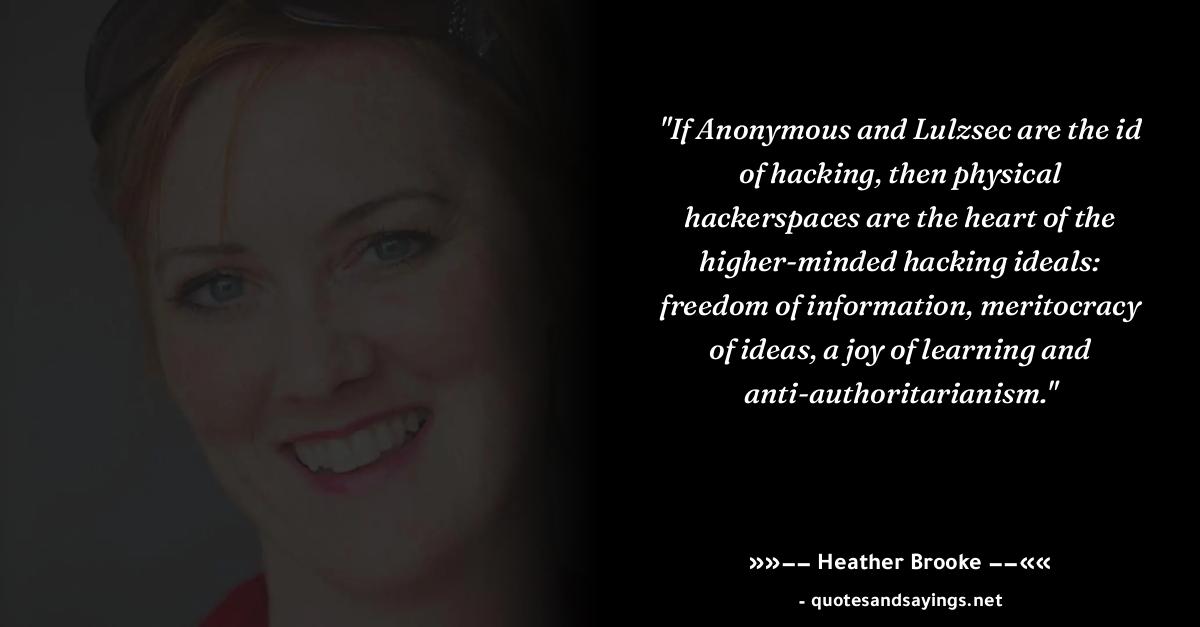 "If Anonymous and Lulzsec are the id
of hacking, then physical
hackerspaces are the heart of the
higher-minded hacking ideals:
freedom of information, meritocracy
of ideas, a joy of learning and
anti-authoritarianism."
»»–– Heather Brooke ––««
- quotesandsayings.net